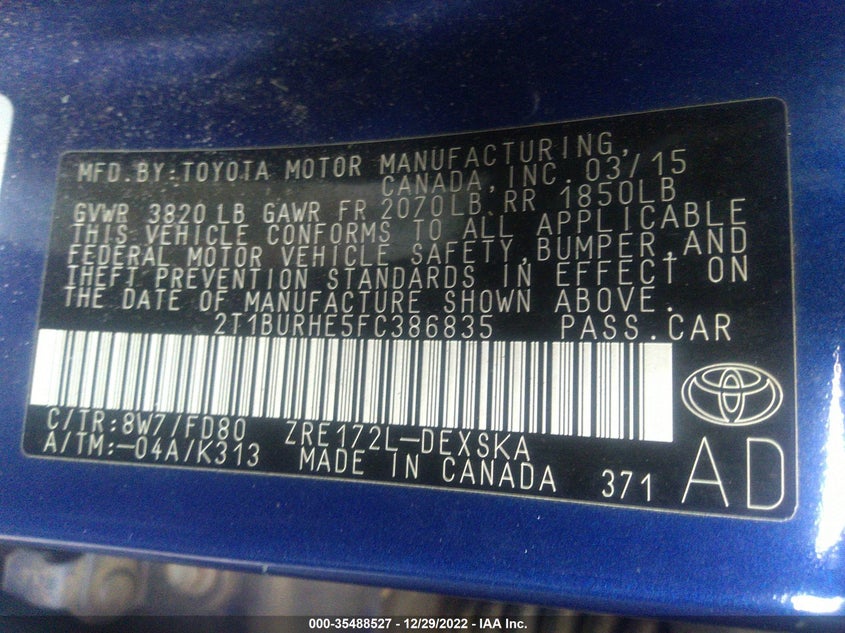 MFD.BY:TOYOTA MOTOR MANUFACTURING,
CANADA, INC. 03/15
GVWR 3820 LB GAWR FR 2070LB RR 1850LB
THIS VEHICLE CONFORMS TO ALL APPLICABLE
FEDERAL MOTOR VEHICLE SAFETY,BUMPER,AND
THEFT PREVENTION STANDARDS IN EFFECT ON
THE DATE OF MANUFACTURE SHOWN ABOVE.
2T1BURHE5FC386835 PASS.CAR
C/TR:8W7/FD80 ZRE172L-DEXSKA
A/TM:-04A/K313 MADE IN CANADA 371 AD
000-35488527 - 12/29/2022 - IAA Inc.